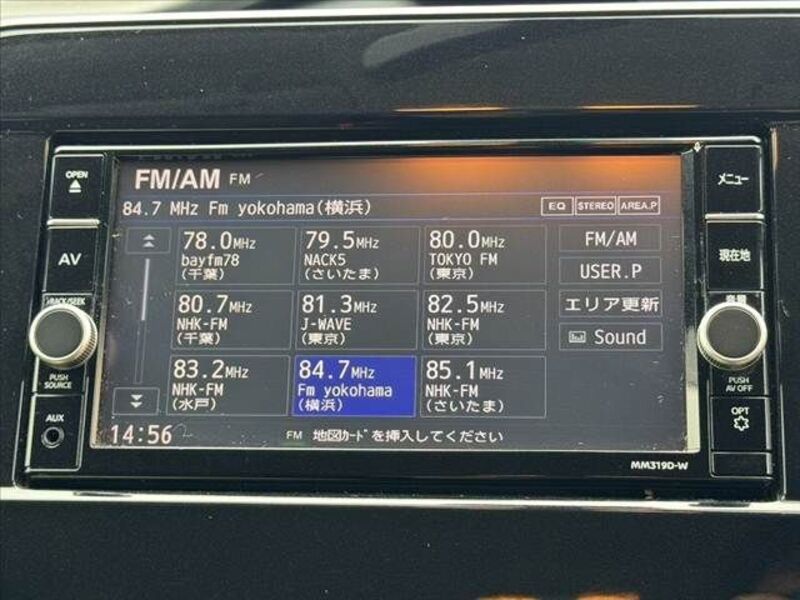 OPEN
AV
TRACK/SEEK
PUSH
SOURCE
AUX
FM/AM FM
84.7 MHz Fm yokohama(横浜)
EQ STEREO AREA.P
78.0MHz
bayfm78
(千葉)
79.5MHz
NACK5
(さいたま)
80.0MHz
TOKYO FM
(東京)
FM/AM
80.7MHz
NHK-FM
(千葉)
81.3MHz
J-WAVE
(東京)
82.5MHz
NHK-FM
(東京)
USER.P
エリア更新
83.2MHz
NHK-FM
(水戸)
84.7MHz
Fm yokohama
(横浜)
85.1MHz
NHK-FM
(さいたま)
Sound
14:56
FM 地図カードを挿入してください
メニュー
現在地
音量
PUSH
AV OFF
OPT
MM319D-W